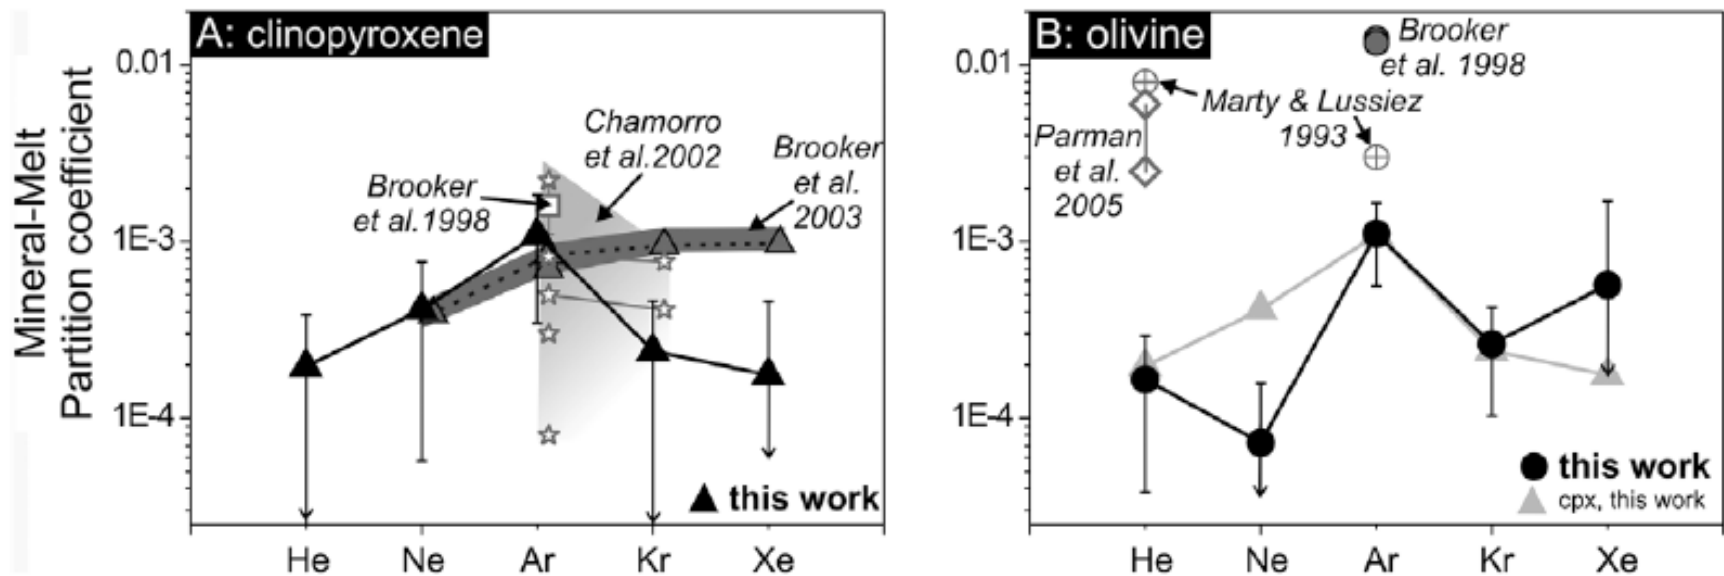 Mineral-Melt
Partition coefficient
A: clinopyroxene
0.01
1E-3
1E-4
Chamorro
et al.2002
Brooker
et al.
2003
Brooker
et al.1998
this work
He Ne Ar Kr Xe
B: olivine
0.01
1E-3
1E-4
Brooker
et al. 1998
Marty & Lussiez
1993
Parman
et al.
2005
this work
cpx, this work
He Ne Ar Kr Xe